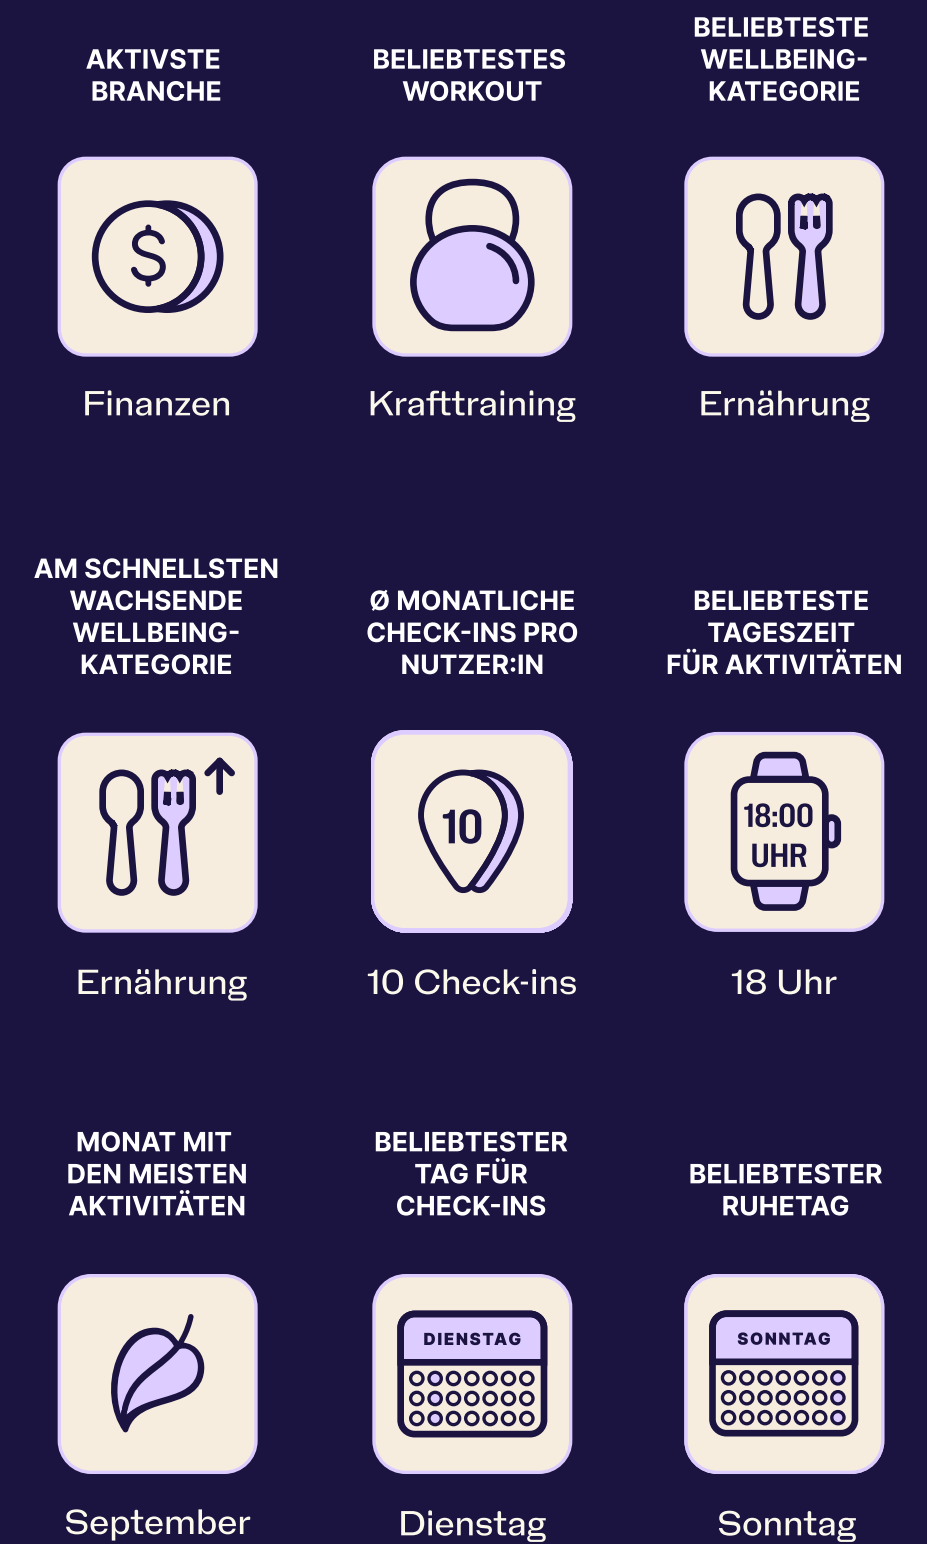 AKTIVSTE
BRANCHE
Finanzen
BELIEBTESTES
WORKOUT
Krafttraining
BELIEBTESTE
WELLBEING-
KATEGORIE
Ernährung
AM SCHNELLSTEN
WACHSENDE
WELLBEING-
KATEGORIE
Ernährung
Ø MONATLICHE
CHECK-INS PRO
NUTZER:IN
10
10 Check-ins
BELIEBTESTE
TAGESZEIT
FÜR AKTIVITÄTEN
18:00
UHR
18 Uhr
MONAT MIT
DEN MEISTEN
AKTIVITÄTEN
September
BELIEBTESTER
TAG FÜR
CHECK-INS
DIENSTAG
Dienstag
BELIEBTESTER
RUHETAG
SONNTAG
Sonntag